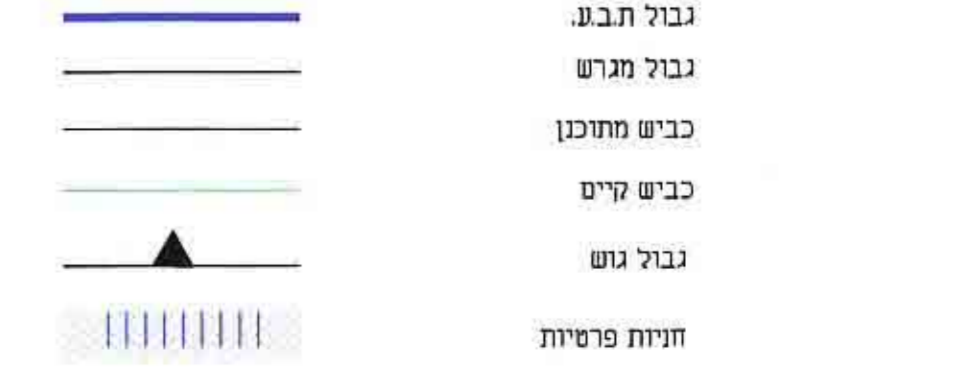 גבול ת.ב.ע.
גבול מגרש
כביש מתוכנן
כביש קיים
גבול גוש
חניות פרטיות